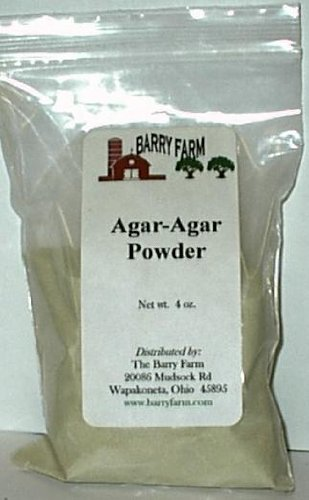 BARRY FARM
Agar-Agar
Powder
Net wt. 4 oz.
Distributed by:
The Barry Farm
20086 Mudsock Rd
Wapakoneta, Ohio 45895
www.barryfarm.com